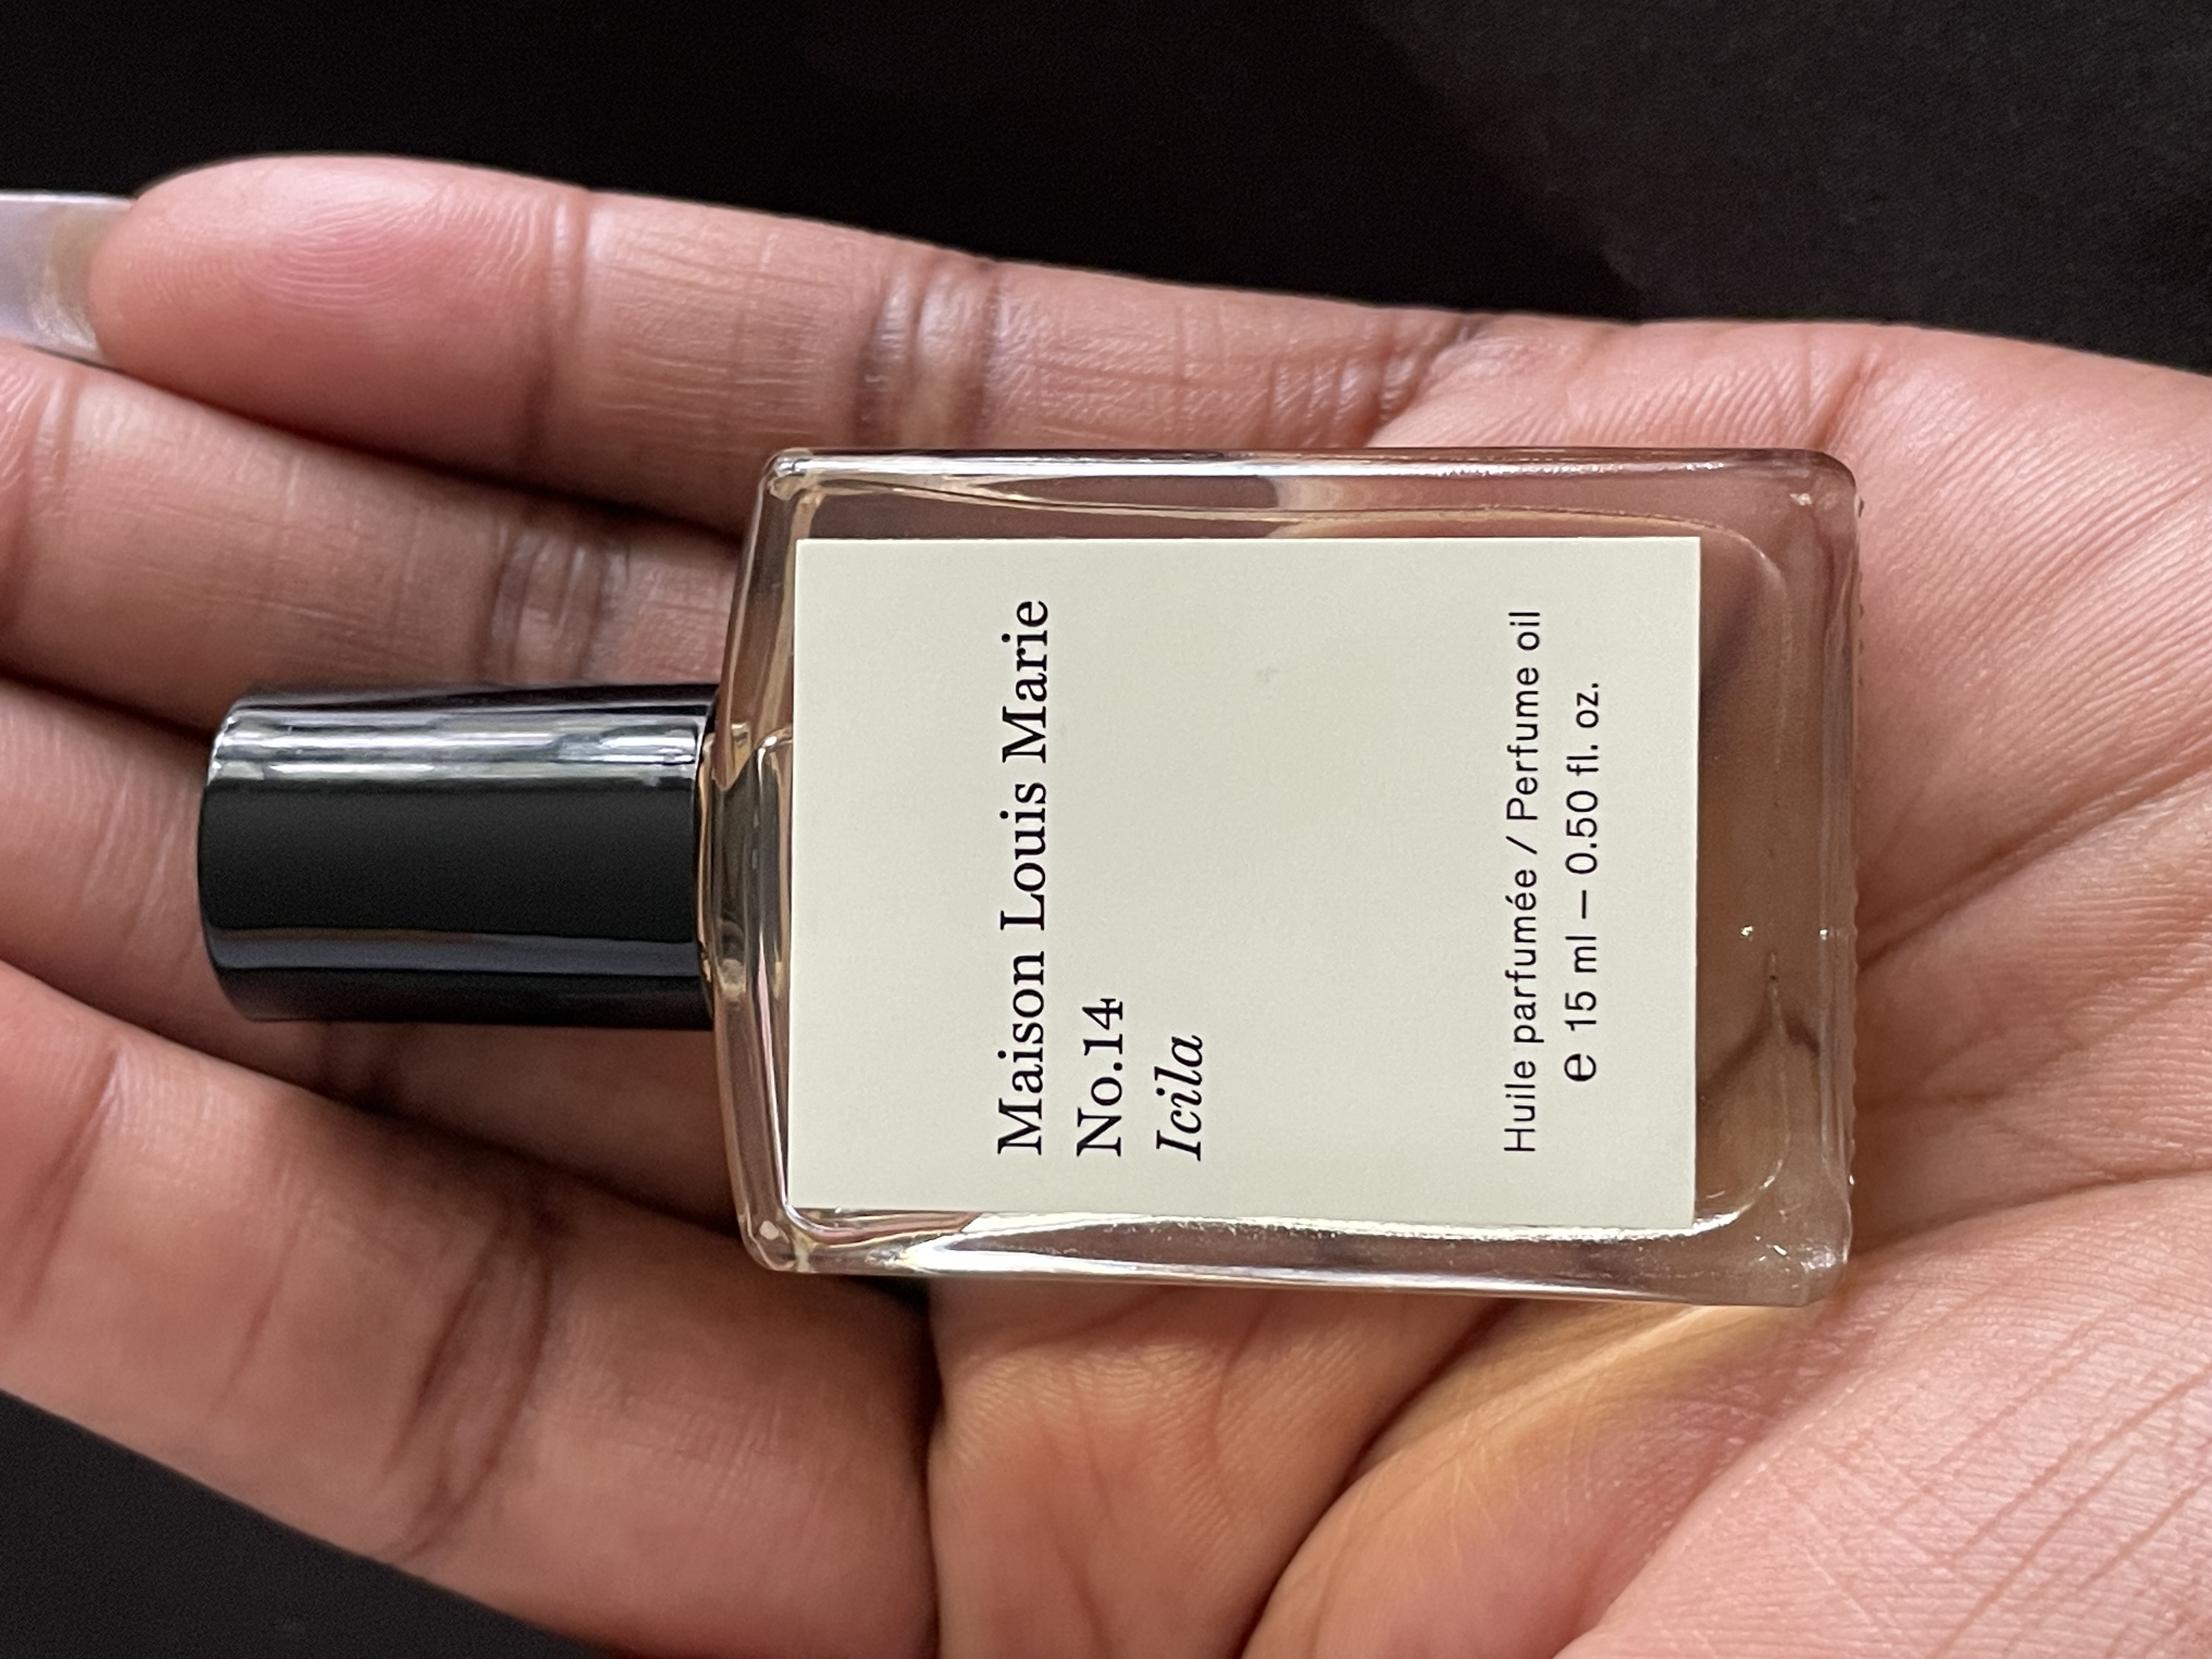 Maison Louis Marie
No.14
Icila
Huile parfumée / Perfume oil
e 15 ml – 0.50 fl. oz.